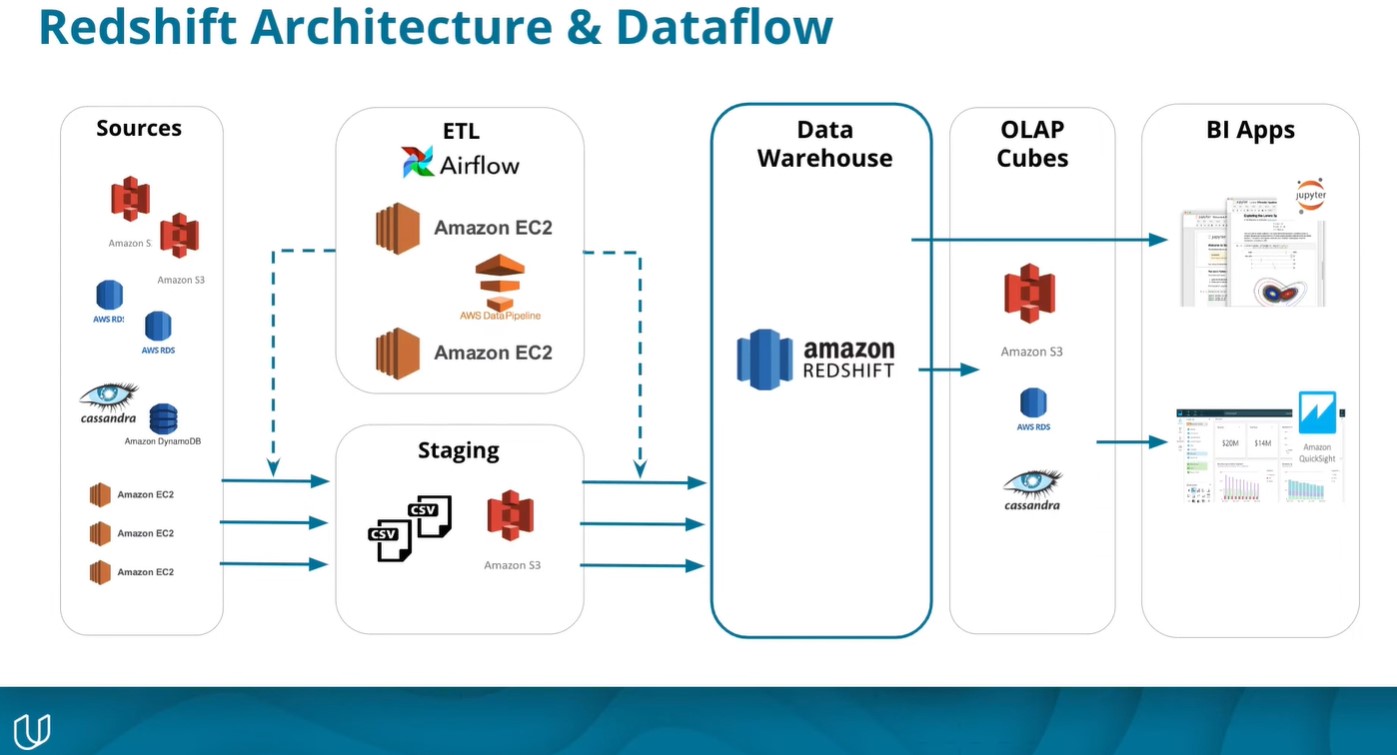 Redshift Architecture & Dataflow
Sources
Amazon S
Amazon S3
AWS RDS
AWS RDS
cassandra
Amazon DynamoDB
Amazon EC2
Amazon EC2
Amazon EC2
ETL
Airflow
Amazon EC2
AWS Data Pipeline
Amazon EC2
Staging
CSV
CSV
Amazon S3
Data
Warehouse
amazon
REDSHIFT
OLAP
Cubes
Amazon S3
AWS RDS
cassandra
BI Apps
jupyter
$20M
$14M
Amazon
QuickSight